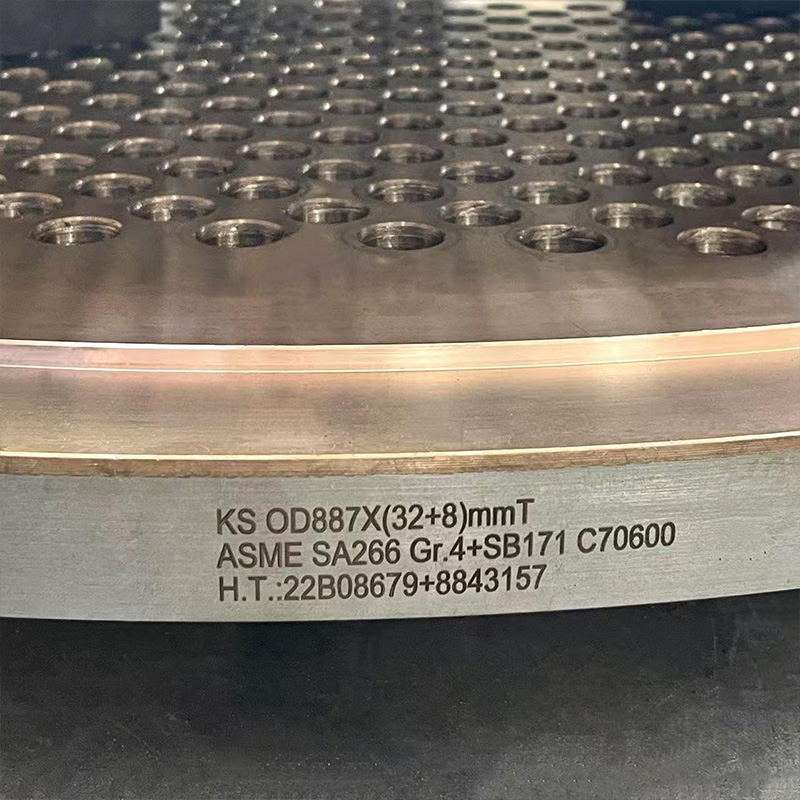 KS OD887X(32+8)mmT
ASME SA266 Gr.4+SB171 C70600
H.T.:22B08679+8843157